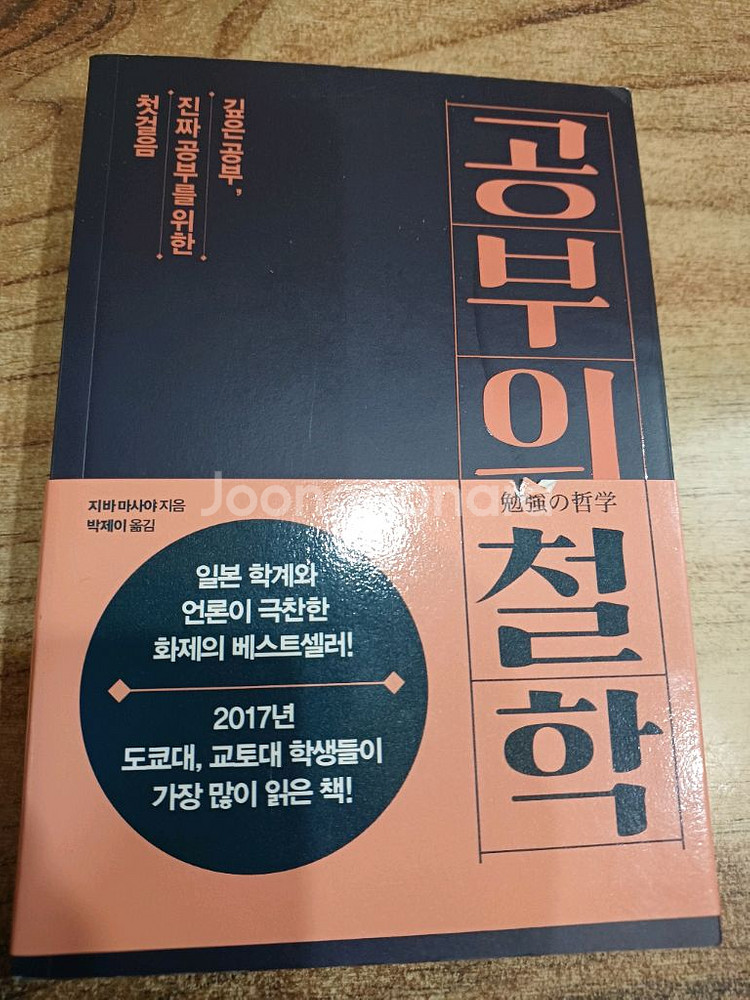 공부의 철학
勉強の哲学
깊은 공부,
진짜 공부를 위한
첫걸음
지바 마사야 지음
박제이 옮김
일본 학계와
언론이 극찬한
화제의 베스트셀러!
2017년
도쿄대, 교토대 학생들이
가장 많이 읽은 책!
Joongonara